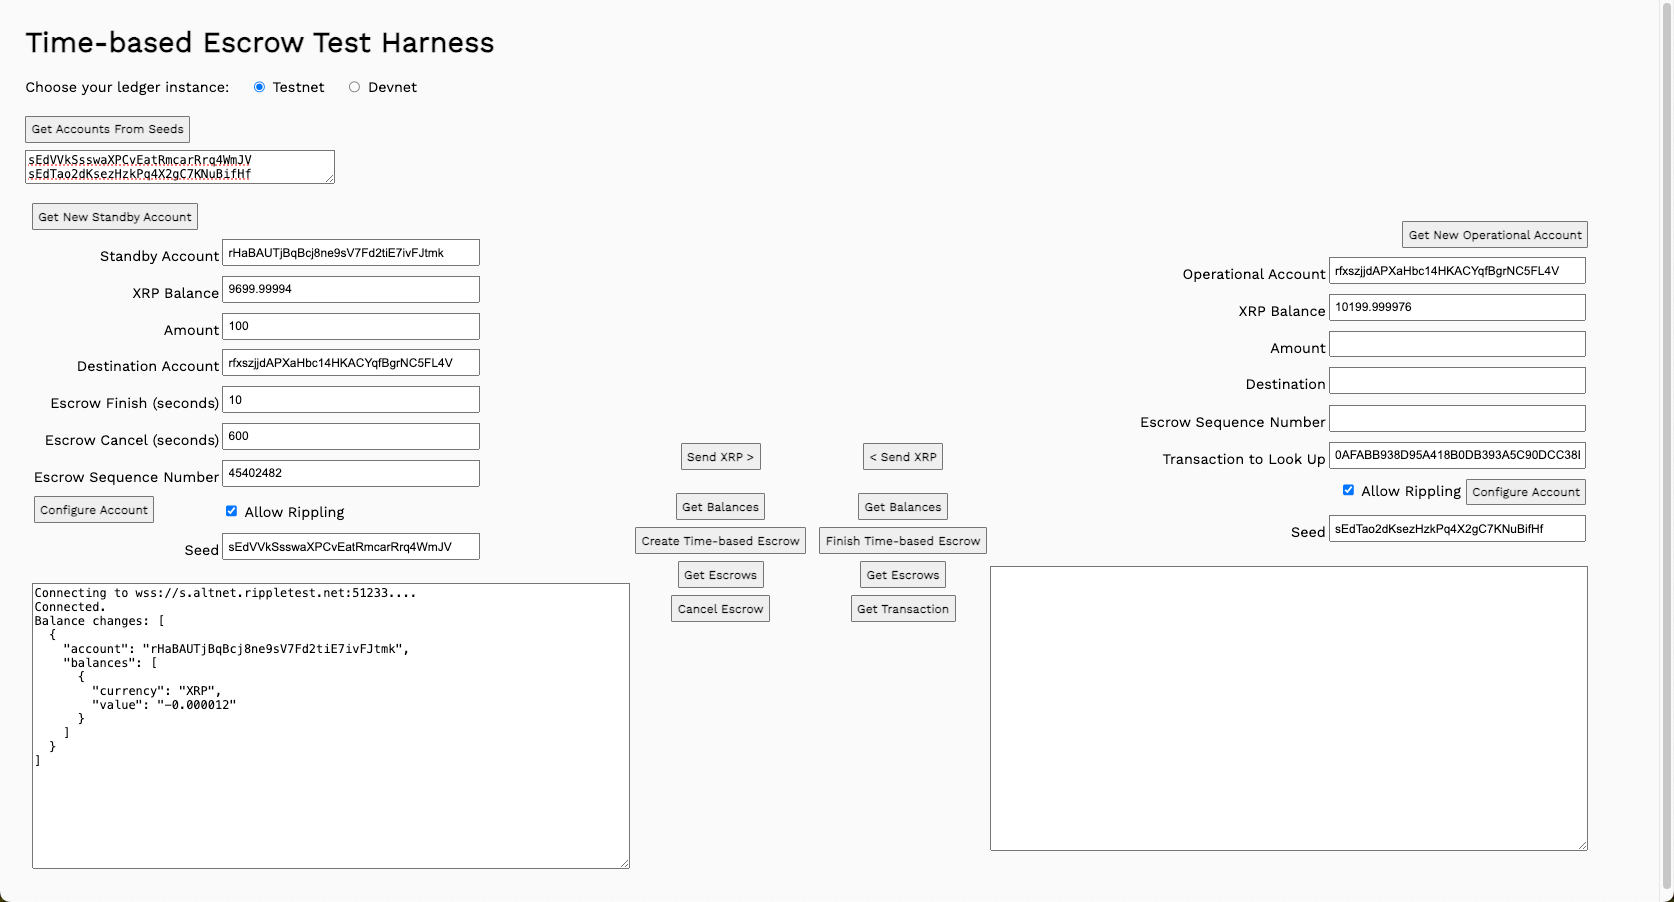 Time-based Escrow Test Harness
Choose your ledger instance: Testnet Devnet
Get Accounts From Seeds
sEdVVkSsswaXPCvEatRmcarRrq4WmJV
sEdTao2dKsezHzkPq4X2gC7KNuBifHf
Get New Standby Account
Standby Account rHaBAUTjBqBcj8ne9sV7Fd2tiE7ivFJtmk
XRP Balance 9699.99994
Amount 100
Destination Account rfxszjjdAPXaHbc14HKACYqfBgrNC5FL4V
Escrow Finish (seconds) 10
Escrow Cancel (seconds) 600
Escrow Sequence Number 45402482
Configure Account Allow Rippling
Seed sEdVVkSsswaXPCvEatRmcarRrq4WmJV
Connecting to wss://s.altnet.rippletest.net:51233....
Connected.
Balance changes: [
{
"account": "rHaBAUTjBqBcj8ne9sV7Fd2tiE7ivFJtmk",
"balances": [
{
"currency": "XRP",
"value": "-0.000012"
}
]
}
]
Send XRP > < Send XRP
Get Balances Get Balances
Create Time-based Escrow Finish Time-based Escrow
Get Escrows Get Escrows
Cancel Escrow Get Transaction
Get New Operational Account
Operational Account rfxszjjdAPXaHbc14HKACYqfBgrNC5FL4V
XRP Balance 10199.999976
Amount
Destination
Escrow Sequence Number
Transaction to Look Up 0AFABB938D95A418B0DB393A5C90DCC38
Allow Rippling Configure Account
Seed sEdTao2dKsezHzkPq4X2gC7KNuBifHf